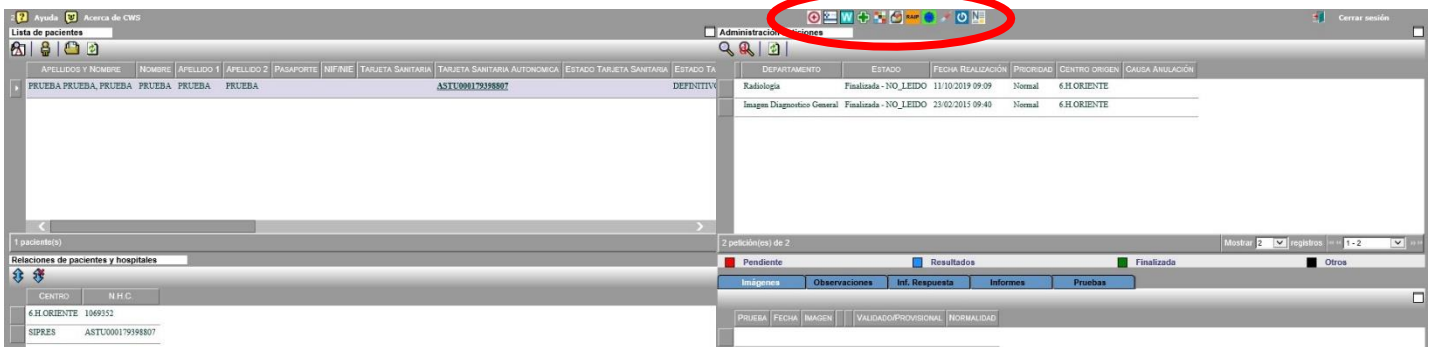 2 ? Ayuda Acerca de CWS
W RAIP N
Cerrar sesión
Lista de pacientes
APELLIDOS Y NOMBRE NOMBRE APELLIDO 1 APELLIDO 2 PASAPORTE NIF/NIE TARJETA SANITARIA TARJETA SANITARIA AUTONOMICA ESTADO TARJETA SANITARIA ESTADO TA
PRUEBA PRUEBA, PRUEBA PRUEBA PRUEBA PRUEBA ASTU000179398807 DEFINITIVO
1 paciente(s)
Relaciones de pacientes y hospitales
CENTRO N.H.C.
6.H.ORIENTE 1069352
SIPRES ASTU000179398807
Administración peticiones
DEPARTAMENTO ESTADO FECHA REALIZACIÓN PRIORIDAD CENTRO ORIGEN CAUSA ANULACIÓN
Radiología Finalizada - NO_LEIDO 11/10/2019 09:09 Normal 6.H.ORIENTE
Imagen Diagnostico General Finalizada - NO_LEIDO 23/02/2015 09:40 Normal 6.H.ORIENTE
2 petición(es) de 2 Mostrar 2 registros 1 - 2
Pendiente Resultados Finalizada Otros
Imágenes Observaciones Inf. Respuesta Informes Pruebas
PRUEBA FECHA IMAGEN VALIDADO/PROVISIONAL NORMALIDAD